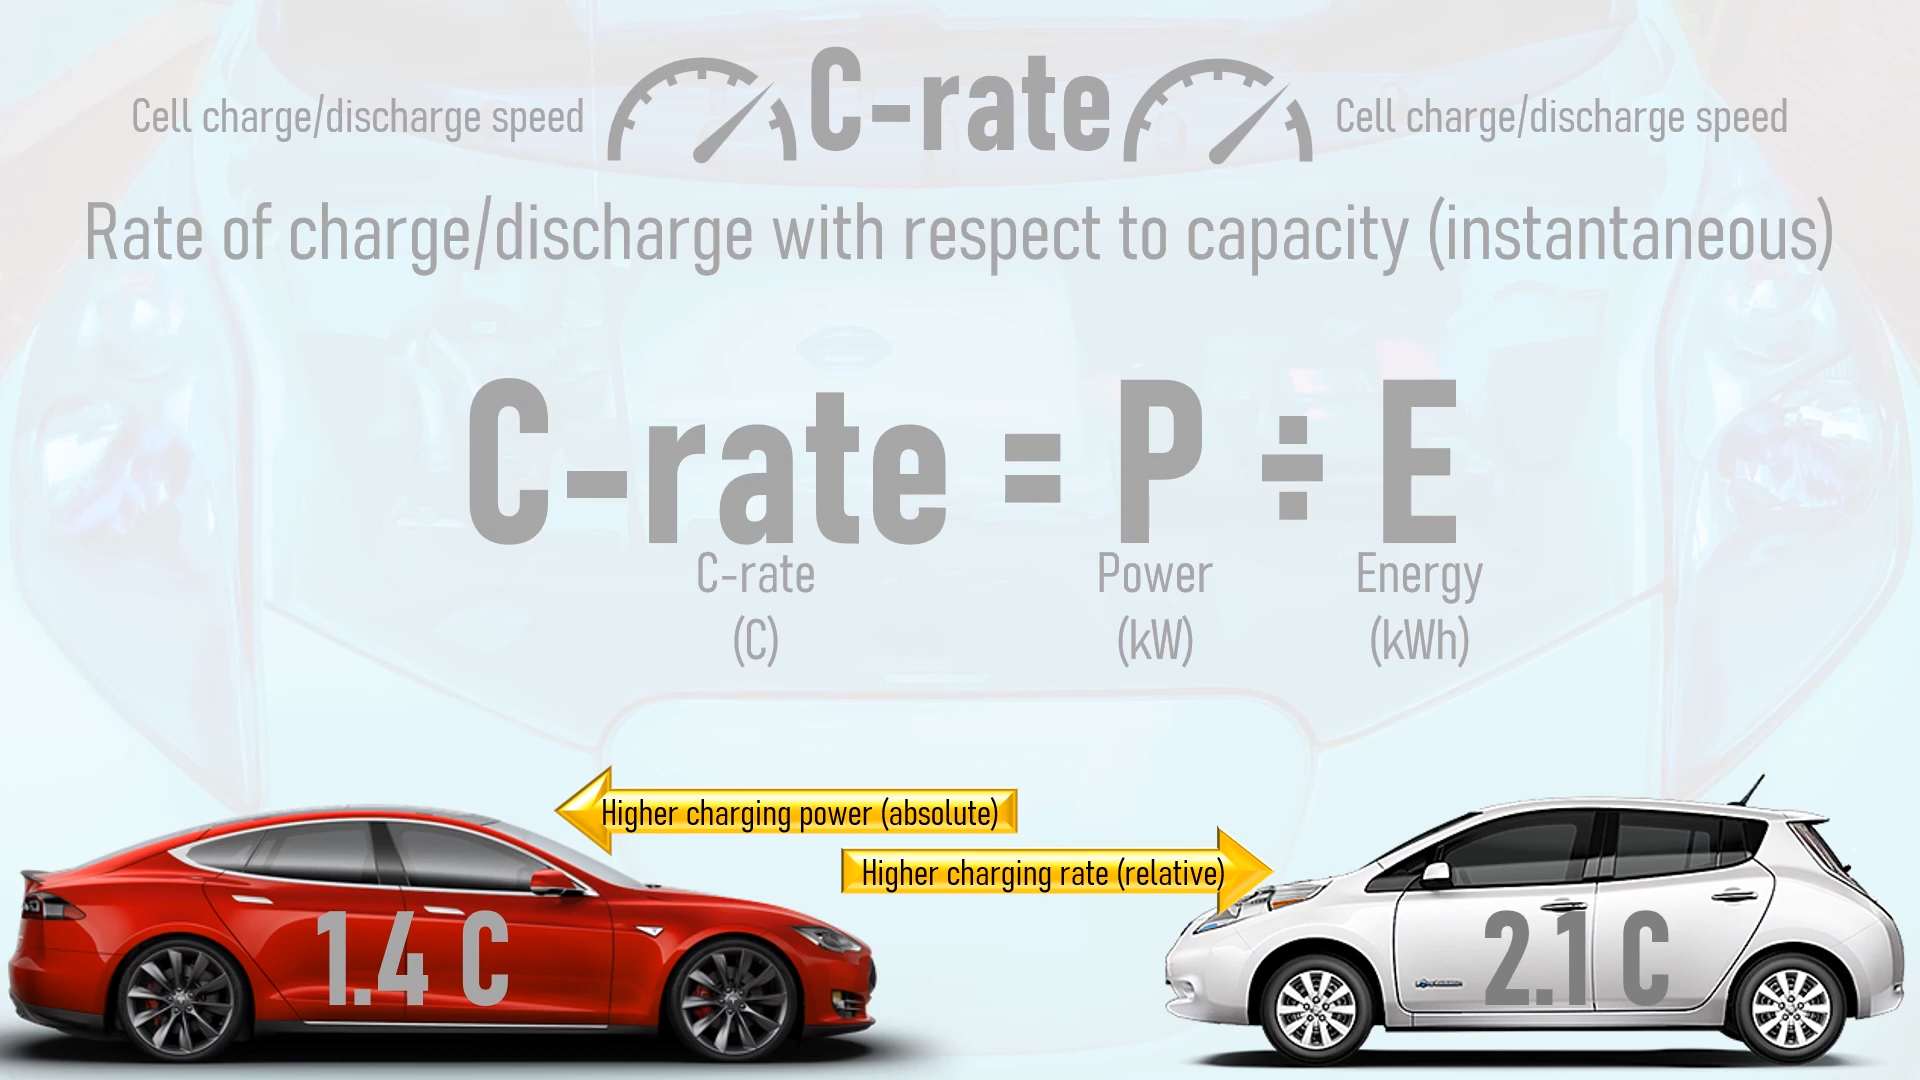 C-rate
Cell charge/discharge speed
Cell charge/discharge speed
Rate of charge/discharge with respect to capacity (instantaneous)
C-rate = P ÷ E
C-rate Power Energy
(C) (kW) (kWh)
Higher charging power (absolute)
Higher charging rate (relative)
1.4 C
2.1 C